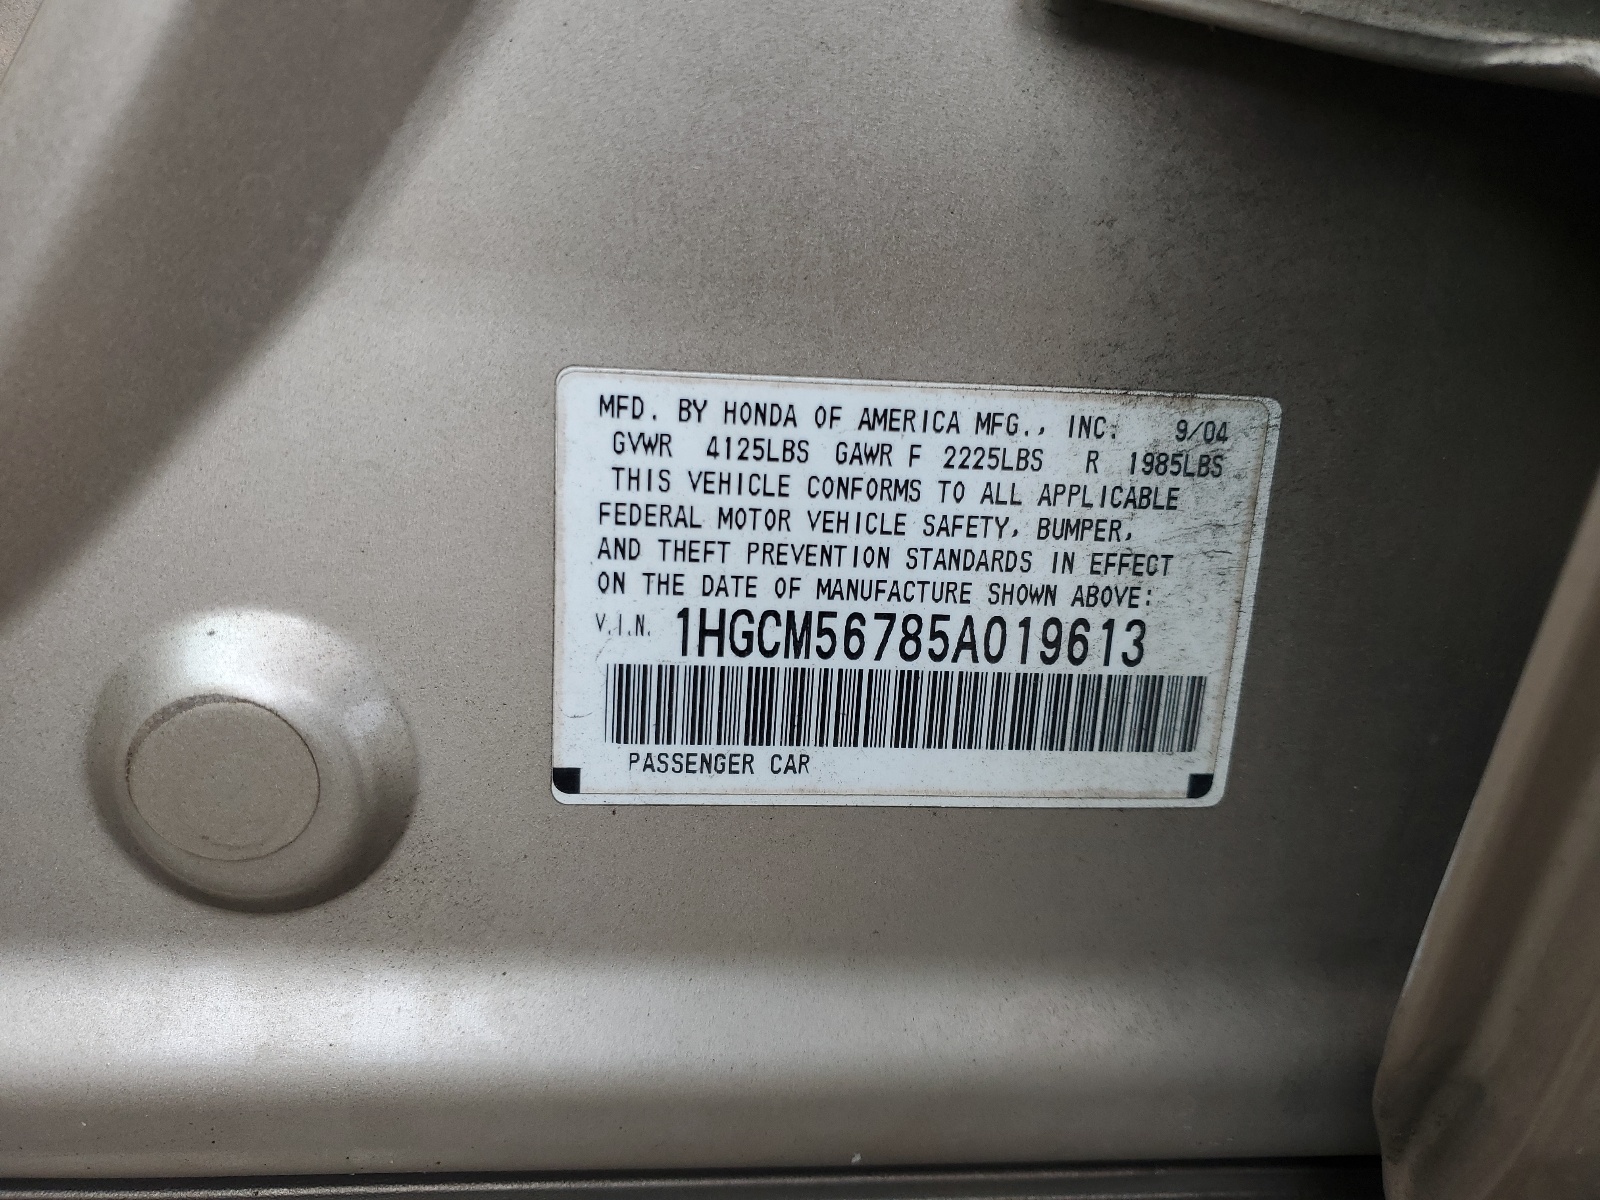 MFD. BY HONDA OF AMERICA MFG., INC. 9/04
GVWR 4125LBS GAWR F 2225LBS R 1985LBS
THIS VEHICLE CONFORMS TO ALL APPLICABLE
FEDERAL MOTOR VEHICLE SAFETY, BUMPER,
AND THEFT PREVENTION STANDARDS IN EFFECT
ON THE DATE OF MANUFACTURE SHOWN ABOVE:
V.I.N. 1HGCM56785A019613
PASSENGER CAR